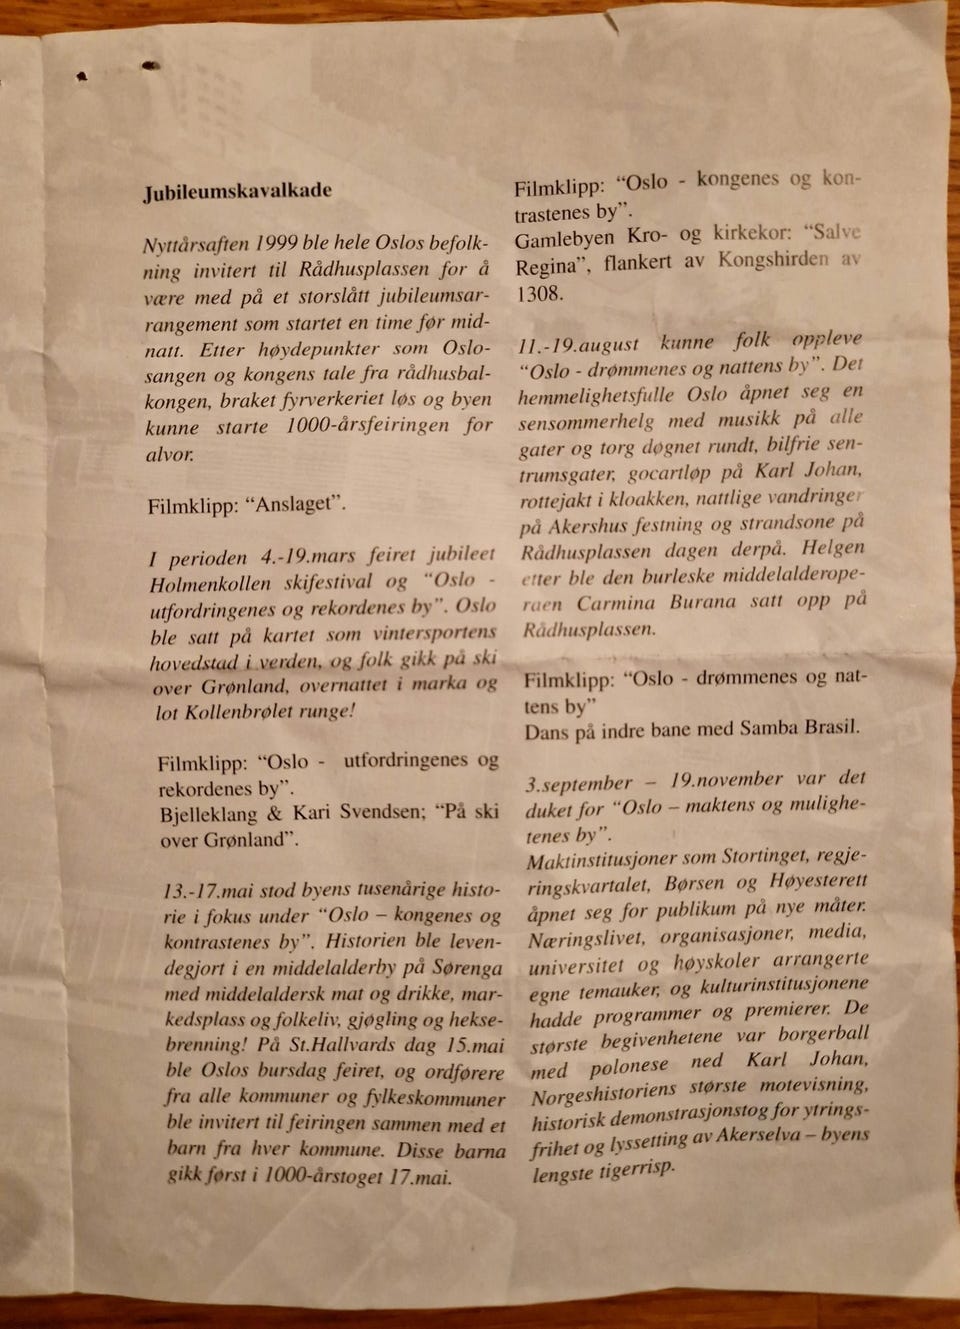 Jubileumskavalkade
Nyttårsaften 1999 ble hele Oslos befolk-
ning invitert til Rådhusplassen for å
være med på et storslått jubileumsar-
rangement som startet en time før mid-
natt. Etter høydepunkter som Oslo-
sangen og kongens tale fra rådhusbal-
kongen, braket fyrverkeriet løs og byen
kunne starte 1000-årsfeiringen for
alvor.
Filmklipp: “Anslaget”.
I perioden 4.-19.mars feiret jubileet
Holmenkollen skifestival og “Oslo -
utfordringenes og rekordenes by”. Oslo
ble satt på kartet som vintersportens
hovedstad i verden, og folk gikk på ski
over Grønland, overnattet i marka og
lot Kollenbrølet runge!
Filmklipp: “Oslo - utfordringenes og
rekordenes by”.
Bjelleklang & Kari Svendsen; “På ski
over Grønland”.
13.-17.mai stod byens tusenårige histo-
rie i fokus under “Oslo – kongenes og
kontrastenes by”. Historien ble leven-
degjort i en middelalderby på Sørenga
med middelaldersk mat og drikke, mar-
kedsplass og folkeliv, gjøgling og hekse-
brenning! På St.Hallvards dag 15.mai
ble Oslos bursdag feiret, og ordførere
fra alle kommuner og fylkeskommuner
ble invitert til feiringen sammen med et
barn fra hver kommune. Disse barna
gikk først i 1000-årstoget 17.mai.
Filmklipp: “Oslo - kongenes og kon-
trastenes by”.
Gamlebyen Kro- og kirkekor: “Salve
Regina”, flankert av Kongshirden av
1308.
11.-19.august kunne folk oppleve
“Oslo - drømmenes og nattens by”. Det
hemmelighetsfulle Oslo åpnet seg en
sensommerhelg med musikk på alle
gater og torg døgnet rundt, bilfrie sen-
trumsgater, gocartløp på Karl Johan,
rottejakt i kloakken, nattlige vandringer
på Akershus festning og strandsone på
Rådhusplassen dagen derpå. Helgen
etter ble den burleske middelalderope-
raen Carmina Burana satt opp på
Rådhusplassen.
Filmklipp: “Oslo - drømmenes og nat-
tens by”
Dans på indre bane med Samba Brasil.
3.september – 19.november var det
duket for “Oslo – maktens og mulighe-
tenes by”.
Maktinstitusjoner som Stortinget, regje-
ringskvartalet, Børsen og Høyesterett
åpnet seg for publikum på nye måter.
Næringslivet, organisasjoner, media,
universitet og høyskoler arrangerte
egne temauker, og kulturinstitusjonene
hadde programmer og premierer. De
største begivenhetene var borgerball
med polonese ned Karl Johan,
Norgeshistoriens største motevisning,
historisk demonstrasjonstog for ytrings-
frihet og lyssetting av Akerselva – byens
lengste tigerrisp.